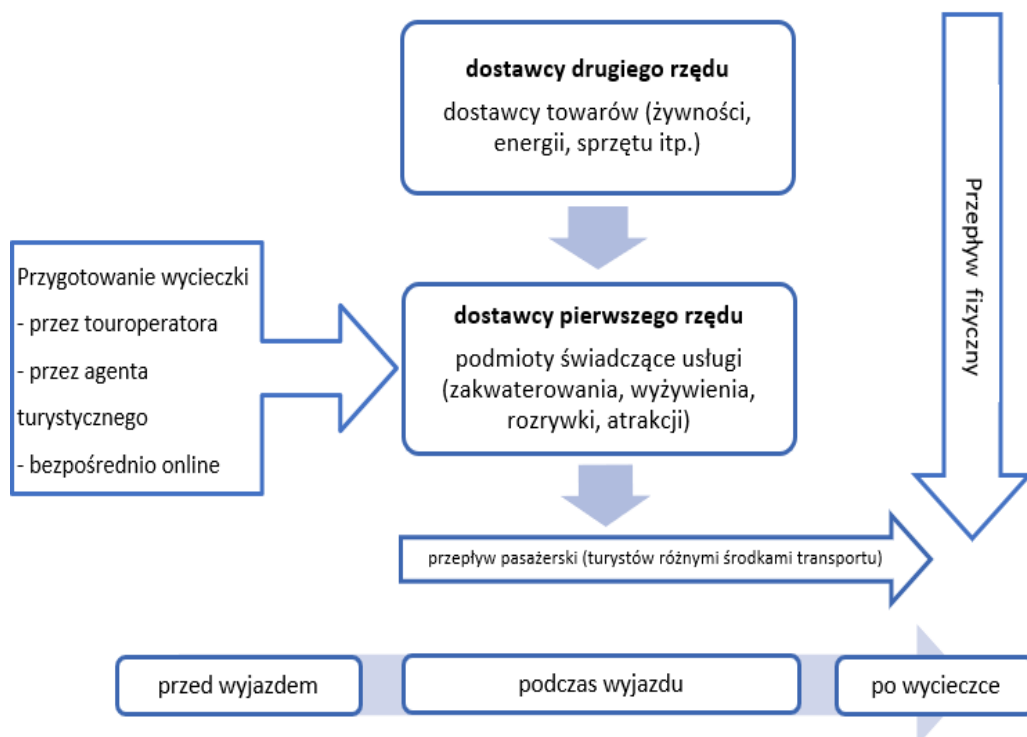 dostawcy drugiego rzędu
dostawcy towarów (żywności,
energii, sprzętu itp.)
Przepływ fizyczny
Przygotowanie wycieczki
- przez touroperatora
- przez agenta
turystycznego
- bezpośrednio online
dostawcy pierwszego rzędu
podmioty świadczące usługi
(zakwaterowania, wyżywienia,
rozrywki, atrakcji)
przepływ pasażerski (turystów różnymi środkami transportu)
przed wyjazdem
podczas wyjazdu
po wycieczce